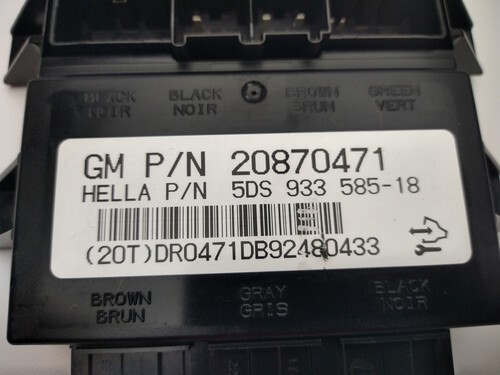 BLACK BLACK BROWN GREEN
NOIR NOIR BRUN VERT
GM P/N 20870471
HELLA P/N 5DS 933 585-18
(20T)DR0471DB92480433
BROWN GRAY BLACK
BRUN GRIS NOIR